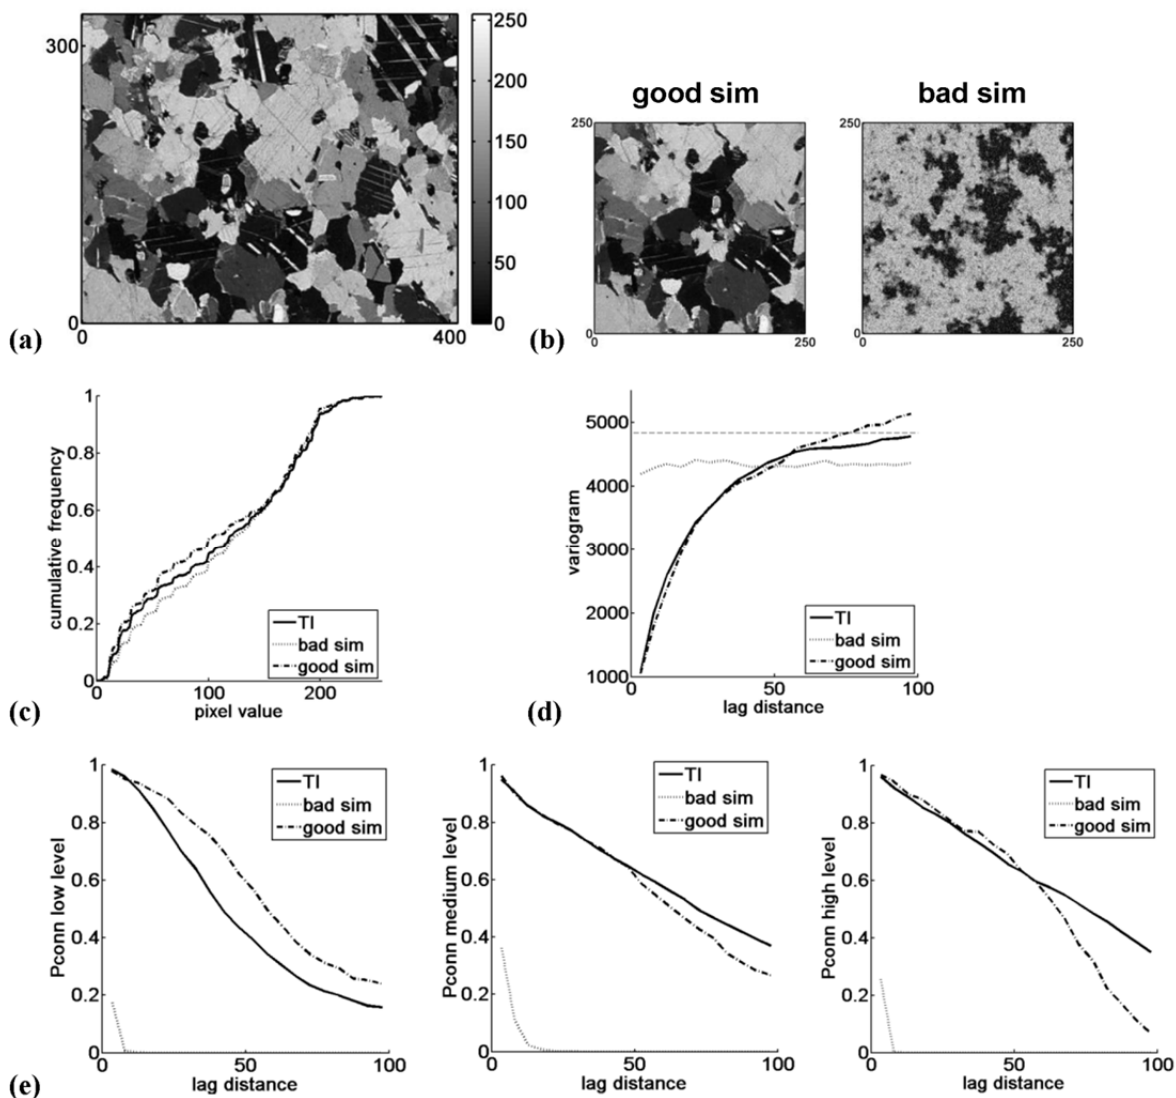 300
0
0
400
250
200
150
100
50
0
(a)
good sim
bad sim
250
0
0
250
250
0
0
250
(b)
1
0.8
0.6
0.4
0.2
0
0
100
200
cumulative frequency
pixel value
TI
bad sim
good sim
(c)
5000
4000
3000
2000
1000
0
50
100
variogram
lag distance
TI
bad sim
good sim
(d)
1
0.8
0.6
0.4
0.2
0
0
50
100
Pconn low level
lag distance
TI
bad sim
good sim
1
0.8
0.6
0.4
0.2
0
0
50
100
Pconn medium level
lag distance
TI
bad sim
good sim
1
0.8
0.6
0.4
0.2
0
0
50
100
Pconn high level
lag distance
TI
bad sim
good sim
(e)